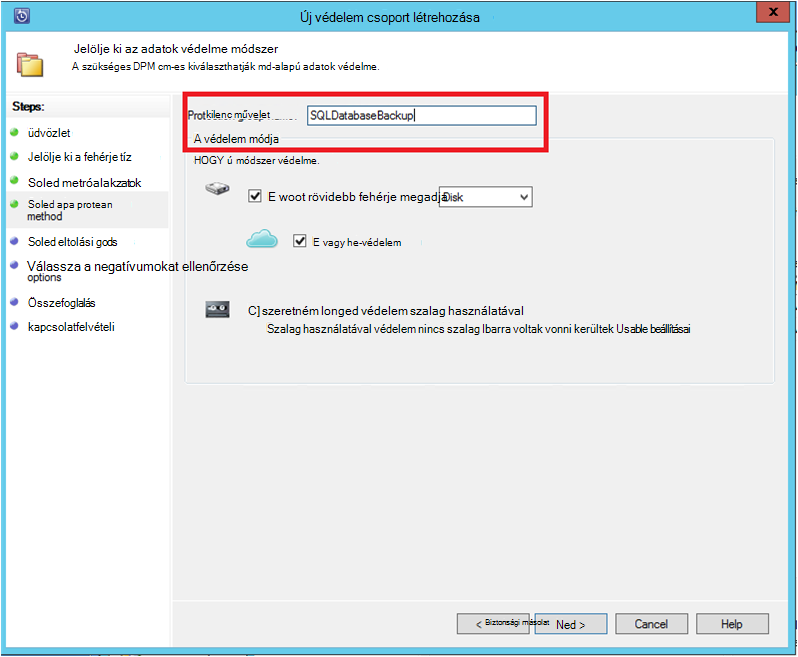 Új védelem csoport létrehozása
x
Jelölje ki az adatok védelme módszer
A szükséges DPM cm-es kiválaszthatják md-alapú adatok védelme.
Steps:
üdvözlet
Jelölje ki a fehérje tíz
Soled metróalakzatok
Soled apa protean
method
Soled eltolási gods
Válassza a negatívumokat ellenőrzése
options
Összefoglalás
kapcsolatfelvételi
Protkilenc művelet
SQLDatabaseBackup
A védelem módja
HOGY ú módszer védelme.
E woot rövidebb fehérje megadja
Disk
E vagy he-védelem
C] szeretném longed védelem szalag használatával
Szalag használatával védelem nincs szalag lbarra voltak vonni kerültek Usable beállításai
< Biztonsági másolat
Ned >
Cancel
Help